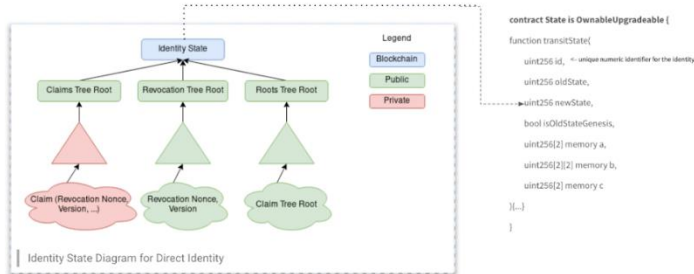 Identity State
Legend
Blockchain
Public
Private
Claims Tree Root
Revocation Tree Root
Roots Tree Root
Claim (Revocation Nonce,
Version, ...)
Revocation Nonce,
Version
Claim Tree Root
Identity State Diagram for Direct Identity
contract State is OwnableUpgradeable {
function transitState(
uint256 id, <- unique numeric identifier for the identity
uint256 oldState,
uint256 newState,
bool isOldStateGenesis,
uint256[2] memory a,
uint256[2][2] memory b,
uint256[2] memory c
){...}
}